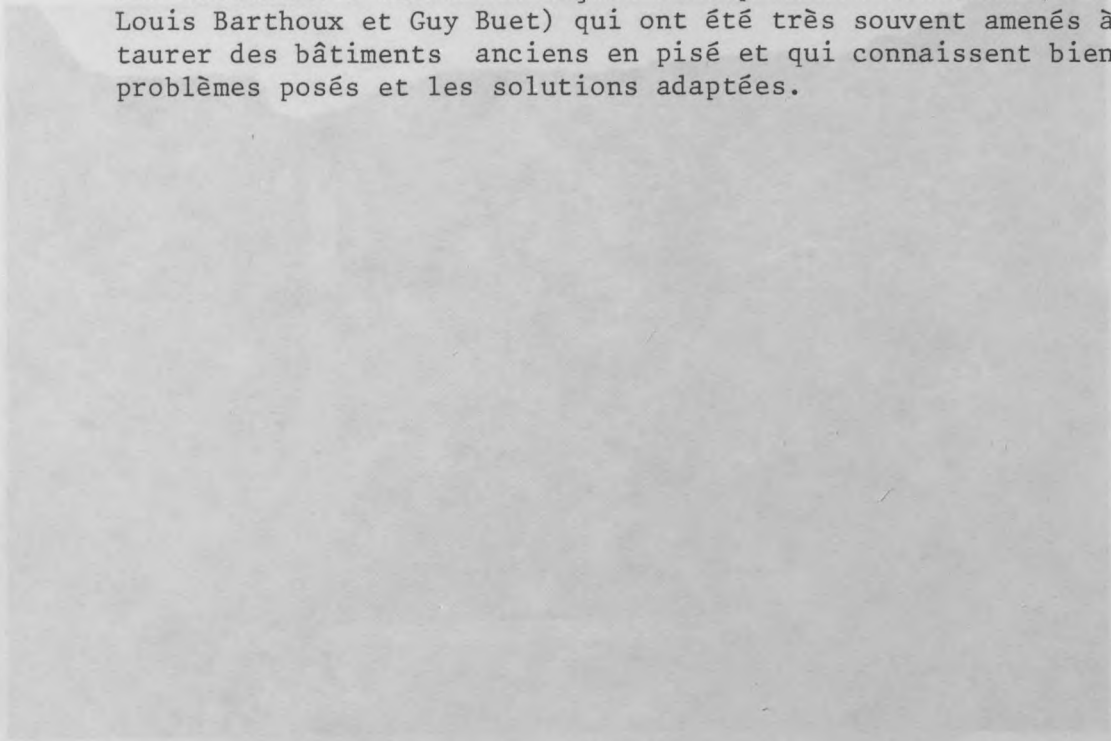 Louis Barthoux et Guy Buet) qui ont été très souvent amenés à
taurer des bâtiments anciens en pisé et qui connaissent bien
problèmes posés et les solutions adaptées.